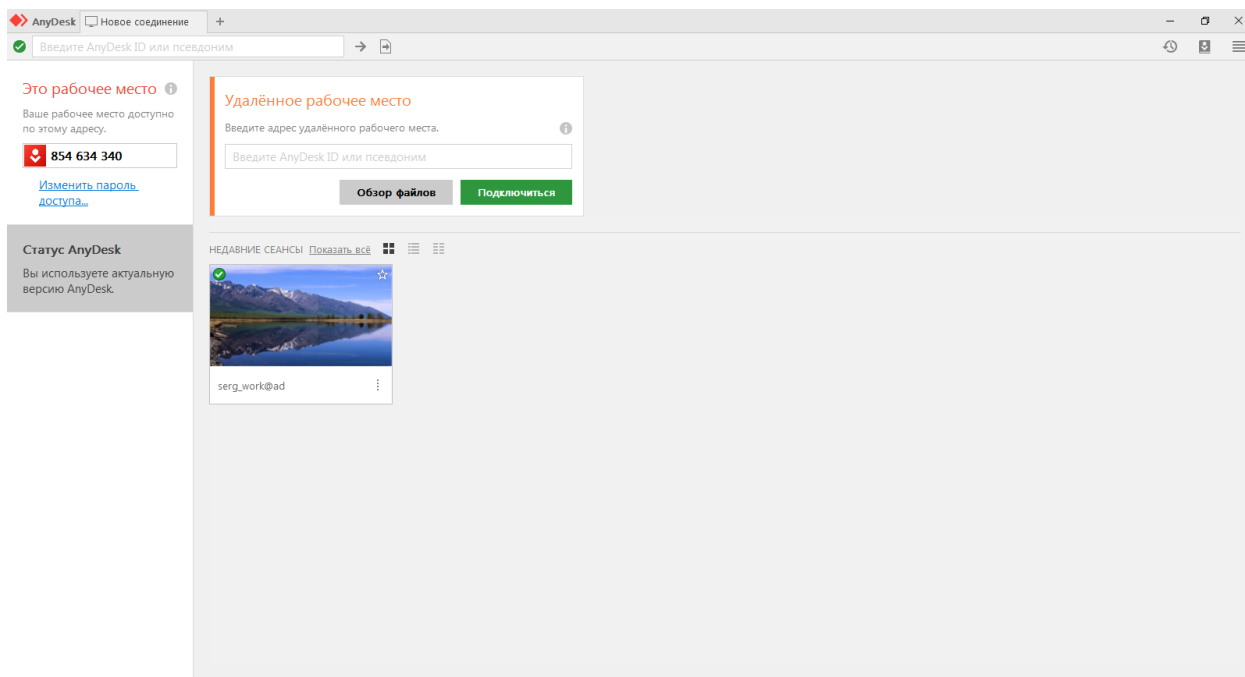 AnyDesk
Новое соединение
+
Введите AnyDesk ID или псевдоним
Это рабочее место
Ваше рабочее место доступно
по этому адресу.
854 634 340
Изменить пароль
доступа...
Статус AnyDesk
Вы используете актуальную
версию AnyDesk.
Удалённое рабочее место
Введите адрес удалённого рабочего места.
Введите AnyDesk ID или псевдоним
Обзор файлов
Подключиться
НЕДАВНИЕ СЕАНСЫ Показать всё
serg_work@ad